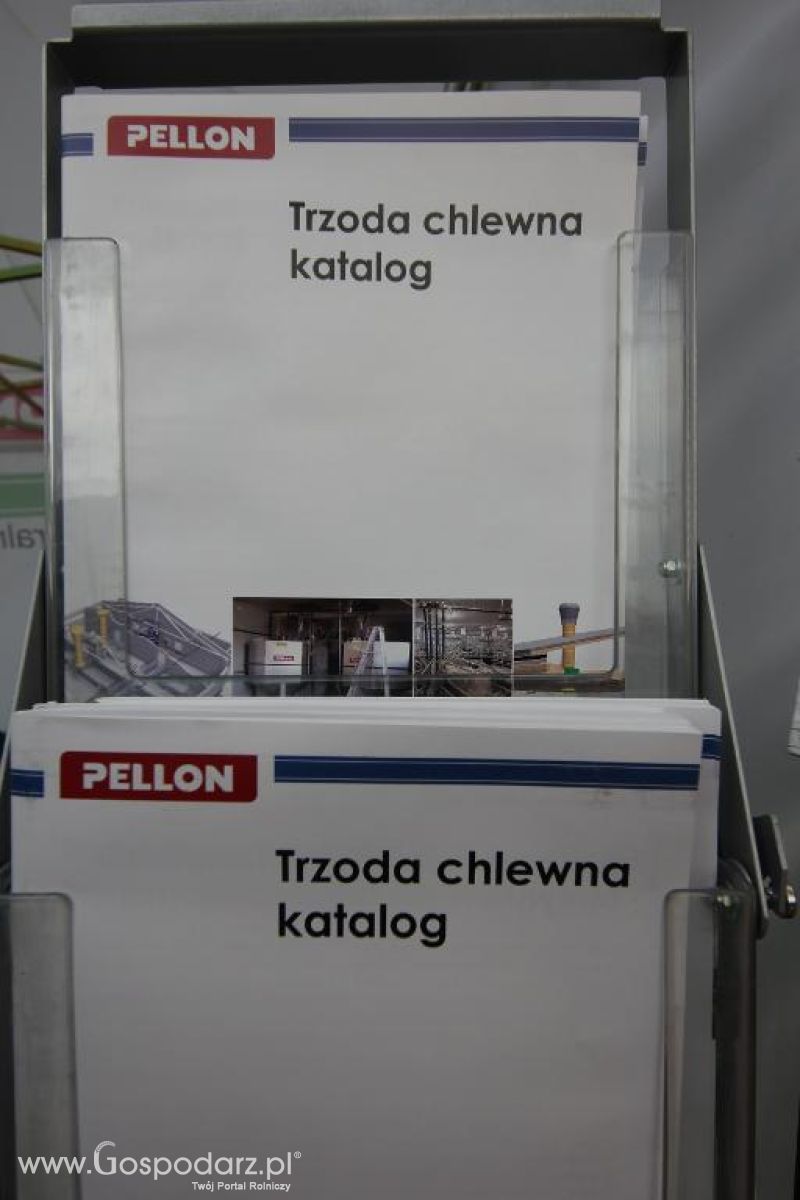 PELLON
Trzoda chlewna
katalog
PELLON
Trzoda chlewna
katalog
www.Gospodarz.pl®
Twój Portal Rolniczy